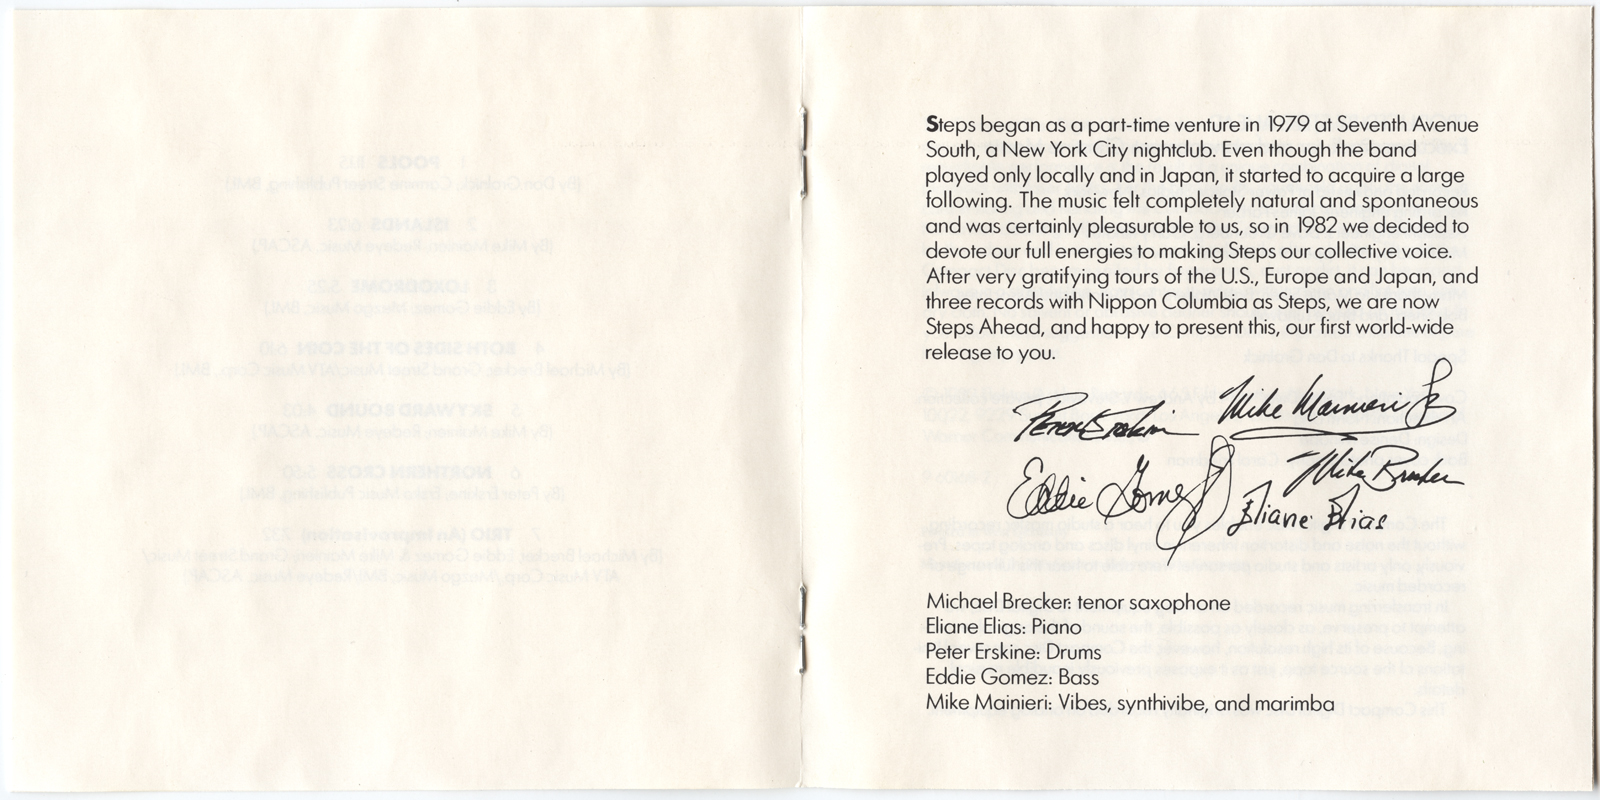 Steps began as a part-time venture in 1979 at Seventh Avenue
South, a New York City nightclub. Even though the band
played only locally and in Japan, it started to acquire a large
following. The music felt completely natural and spontaneous
and was certainly pleasurable to us, so in 1982 we decided to
devote our full energies to making Steps our collective voice.
After very gratifying tours of the U.S., Europe and Japan, and
three records with Nippon Columbia as Steps, we are now
Steps Ahead, and happy to present this, our first world-wide
release to you.
Peter Erskine
Mike Mainieri
Eddie Gomez
Mike Brecker
Eliane Elias
Michael Brecker: tenor saxophone
Eliane Elias: Piano
Peter Erskine: Drums
Eddie Gomez: Bass
Mike Mainieri: Vibes, synthivibe, and marimba